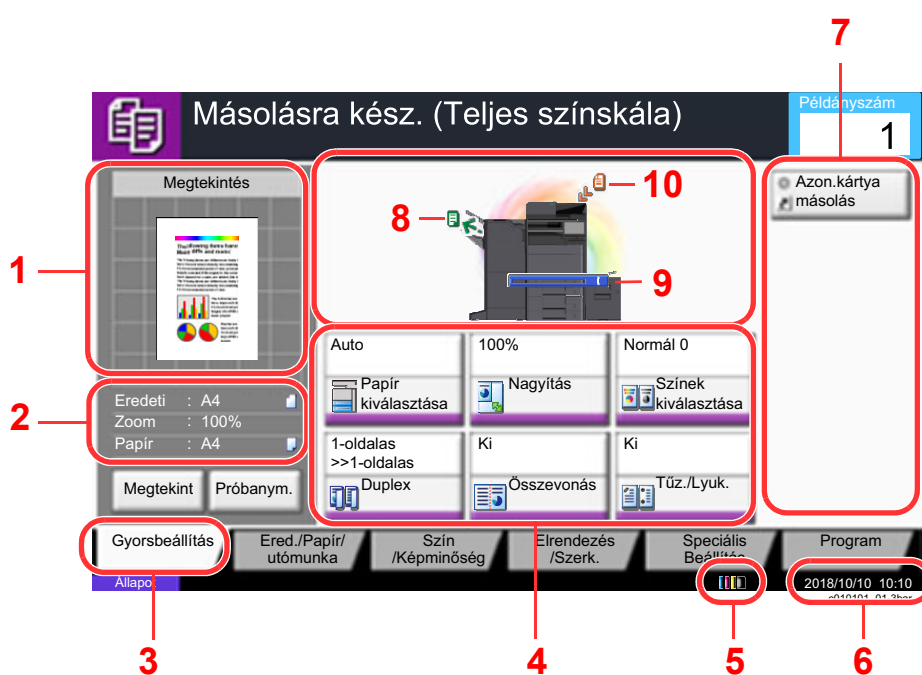 7
Másolásra kész. (Teljes színskála)
Példányszám
1
Megtekintés
10
8
9
Azon.kártya
másolás
1
Auto
100%
Normál 0
Papír
kiválasztása
Nagyítás
Színek
kiválasztása
2
Eredeti : A4
Zoom : 100%
Papír : A4
1-oldalas
>>1-oldalas
Ki
Ki
Duplex
Összevonás
Tűz./Lyuk.
Megtekint
Próbanym.
Gyorsbeállítás
Ered./Papír/
utómunka
Szín
/Képminőség
Elrendezés
/Szerk.
Speciális
Beállítás
Program
Állapot
2018/10/10 10:10
3
4
5
6